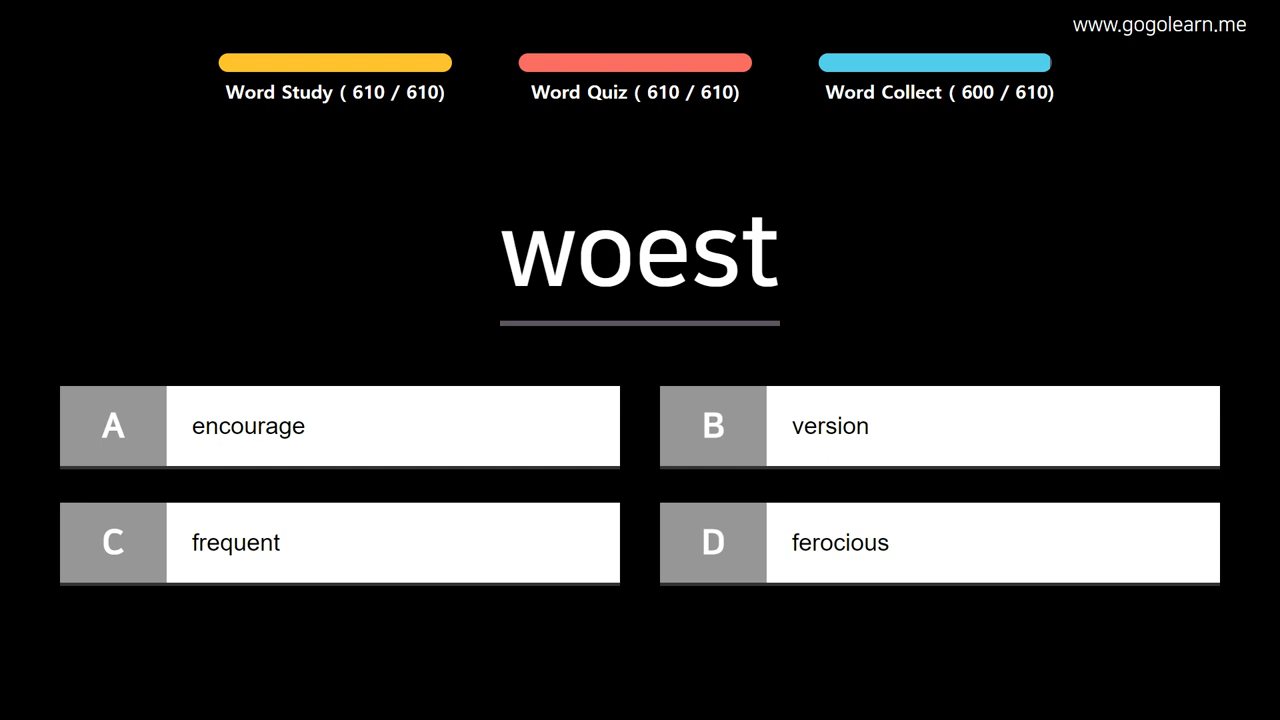 www.gogolearn.me
Word Study ( 610 / 610)
Word Quiz ( 610 / 610)
Word Collect ( 600 / 610)
woest
A encourage
B version
C frequent
D ferocious